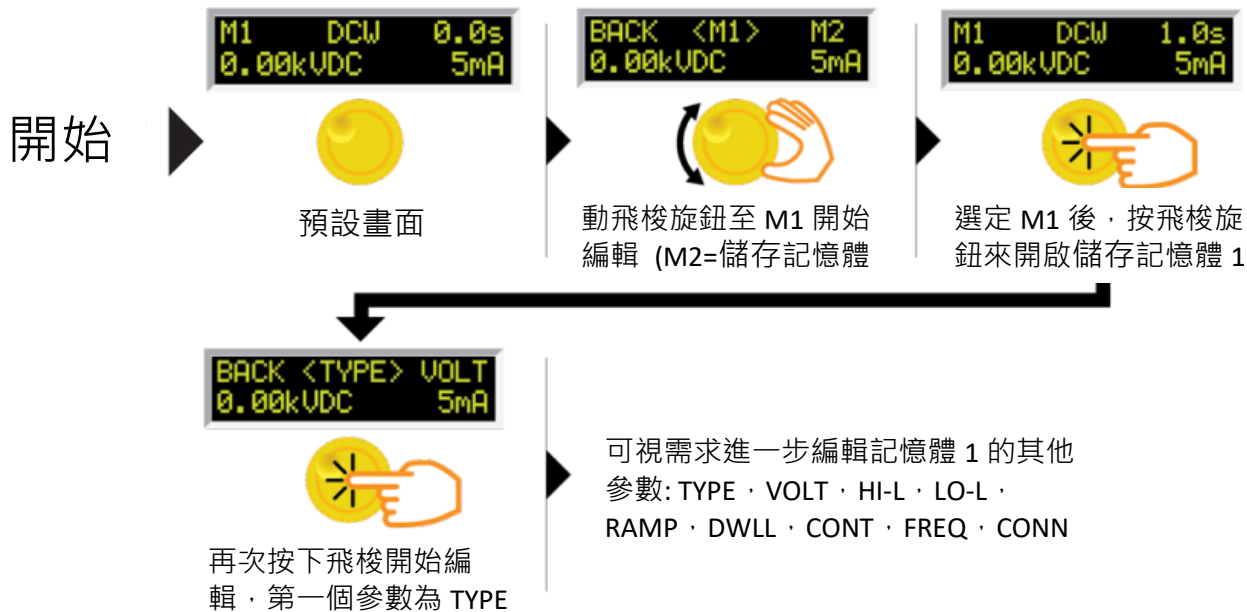 M1 DCW 0.0s
0.00kVDC 5mA
BACK <M1> M2
0.00kVDC 5mA
M1 DCW 1.0s
0.00kVDC 5mA
開始
預設畫面
動飛梭旋鈕至 M1 開始
編輯 (M2=儲存記憶體
選定 M1 後，按飛梭旋
鈕來開啟儲存記憶體 1
BACK <TYPE> VOLT
0.00kVDC 5mA
再次按下飛梭開始編
輯，第一個參數為 TYPE
可視需求進一步編輯記憶體 1 的其他
參數: TYPE，VOLT，HI-L，LO-L，
RAMP，DWLL，CONT，FREQ，CONN